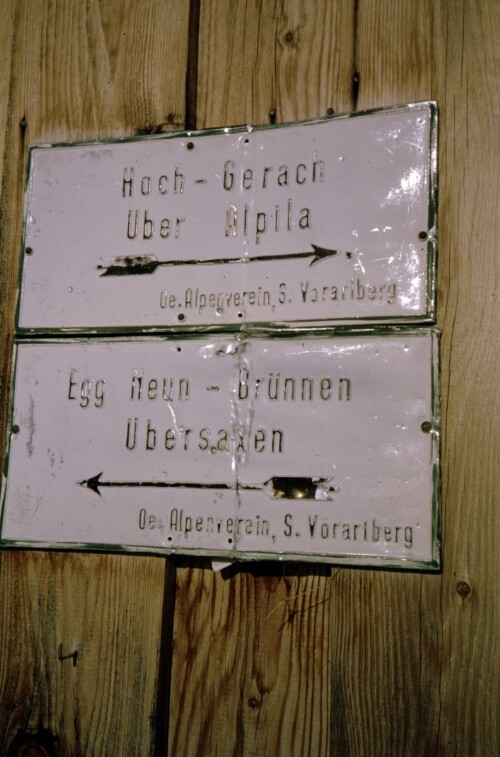 Hoch - Gerach
Über Alpila
Oe. Alpenverein, S. Vorarlberg
Egg Neun - Brünnen
Übersaxen
Oe. Alpenverein, S. Vorarlberg